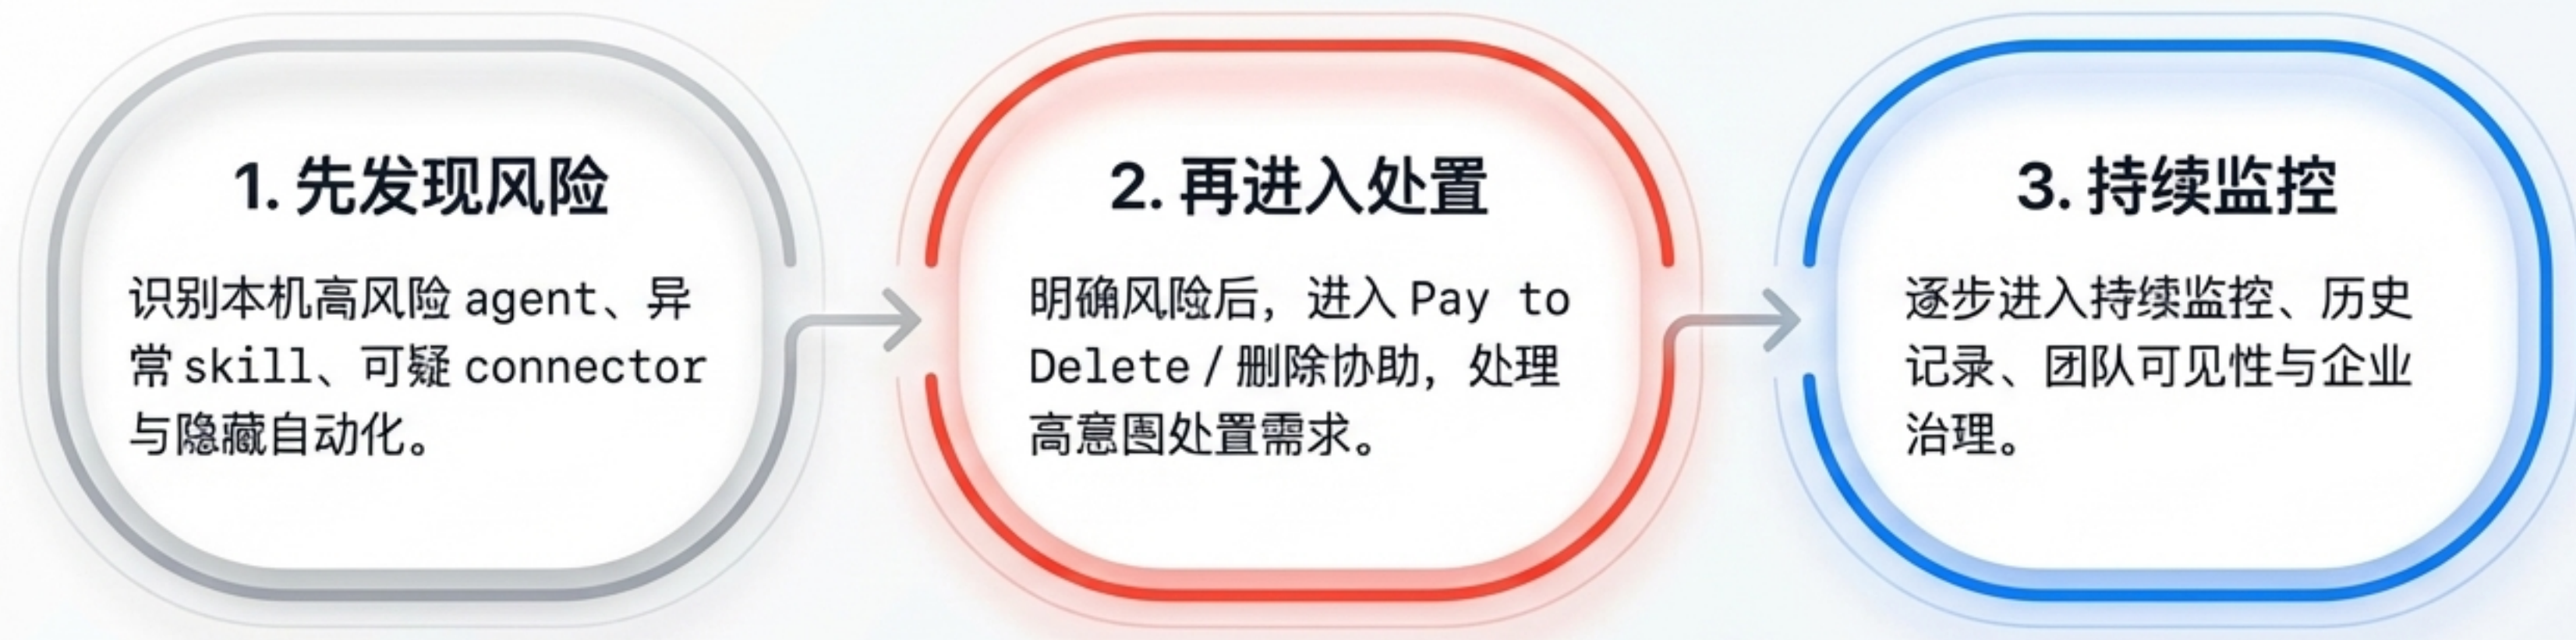 1. 先发现风险
识别本机高风险 agent、异
常 skill、可疑 connector
与隐藏自动化。
2. 再进入处置
明确风险后，进入 Pay to
Delete / 删除协助，处理
高意图处置需求。
3. 持续监控
逐步进入持续监控、历史
记录、团队可见性与企业
治理。